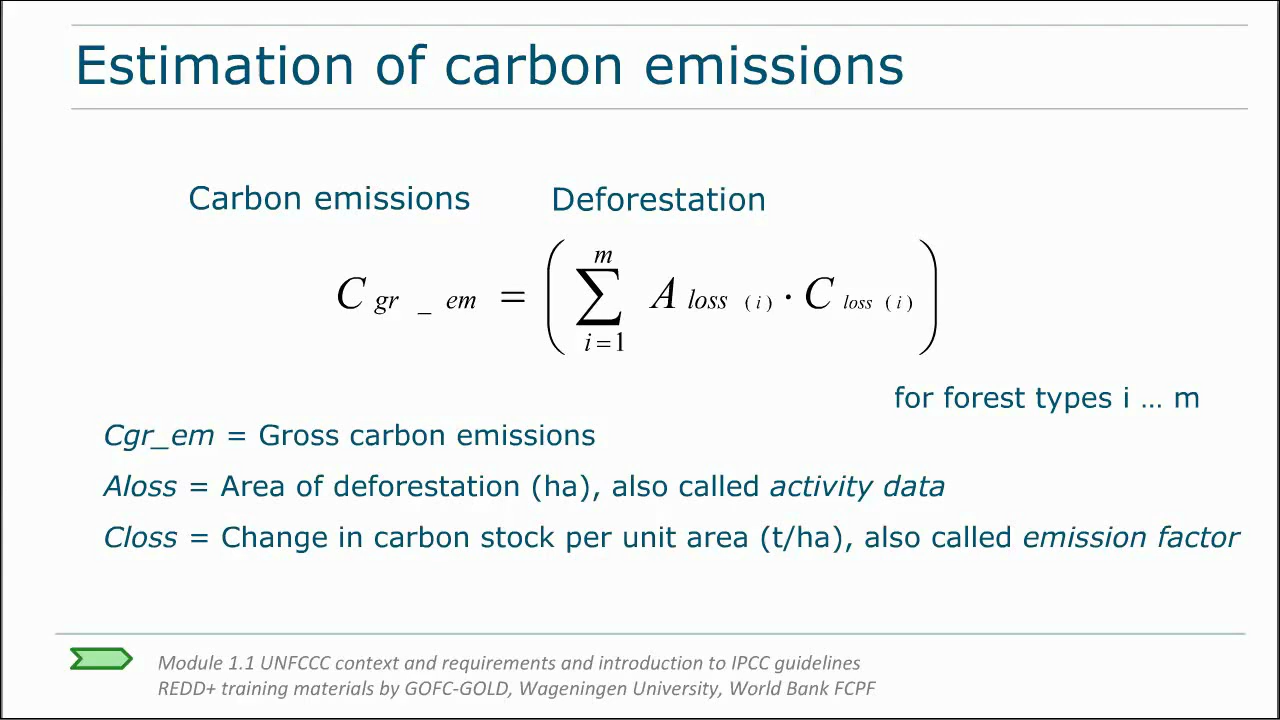 Estimation of carbon emissions
Carbon emissions Deforestation
m
C gr _ em = ( ∑ A loss (i) · C loss (i) )
i=1
for forest types i … m
Cgr_em = Gross carbon emissions
Aloss = Area of deforestation (ha), also called activity data
Closs = Change in carbon stock per unit area (t/ha), also called emission factor
Module 1.1 UNFCCC context and requirements and introduction to IPCC guidelines
REDD+ training materials by GOFC-GOLD, Wageningen University, World Bank FCPF